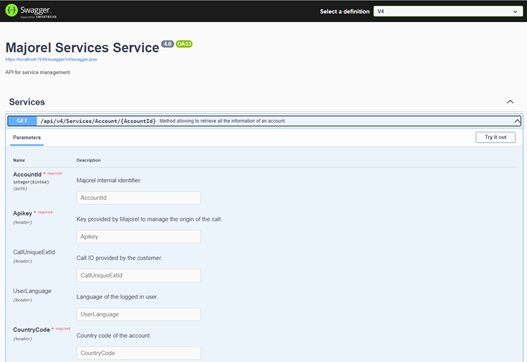 Swagger
Supported by SMARTBEAR
Select a definition
V4
Majorel Services Service 4.0 OAS3
https://localhost:7049/swagger/v4/swagger.json
API for service management.
Services
GET /api/v4/Services/Account/{AccountId} Method allowing to retrieve all the information of an account.
Parameters
Try it out
Name Description
AccountId * required
integer($int64)
(path)
Majorel internal identifier.
AccountId
Apikey * required
(header)
Key provided by Majorel to manage the origin of the call.
Apikey
CallUniqueExtId
(header)
Call ID provided by the customer.
CallUniqueExtId
UserLanguage
(header)
Language of the logged in user.
UserLanguage
CountryCode * required
(header)
Country code of the account.
CountryCode